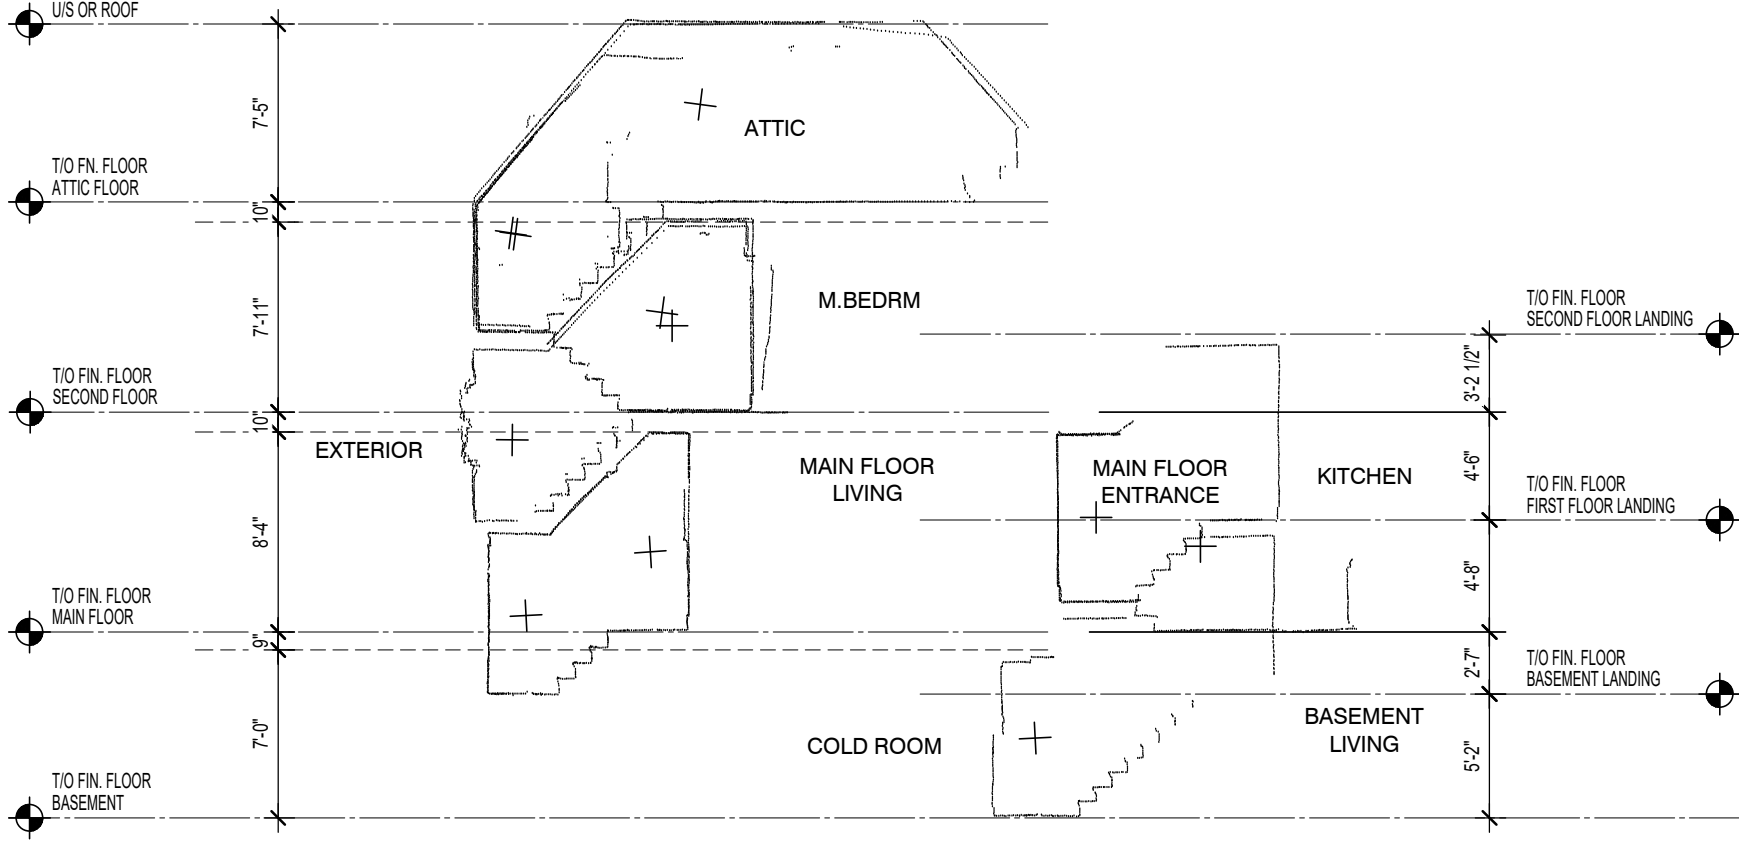 U/S OR ROOF
7'-5"
ATTIC
T/O FN. FLOOR
ATTIC FLOOR
10"
7'-11"
M.BEDRM
T/O FIN. FLOOR
SECOND FLOOR LANDING
3'-2 1/2"
T/O FIN. FLOOR
SECOND FLOOR
10"
EXTERIOR
MAIN FLOOR
LIVING
MAIN FLOOR
ENTRANCE
KITCHEN
4'-6"
T/O FIN. FLOOR
FIRST FLOOR LANDING
8'-4"
4'-8"
T/O FIN. FLOOR
MAIN FLOOR
9"
2'-7"
T/O FIN. FLOOR
BASEMENT LANDING
7'-0"
COLD ROOM
BASEMENT
LIVING
5'-2"
T/O FIN. FLOOR
BASEMENT